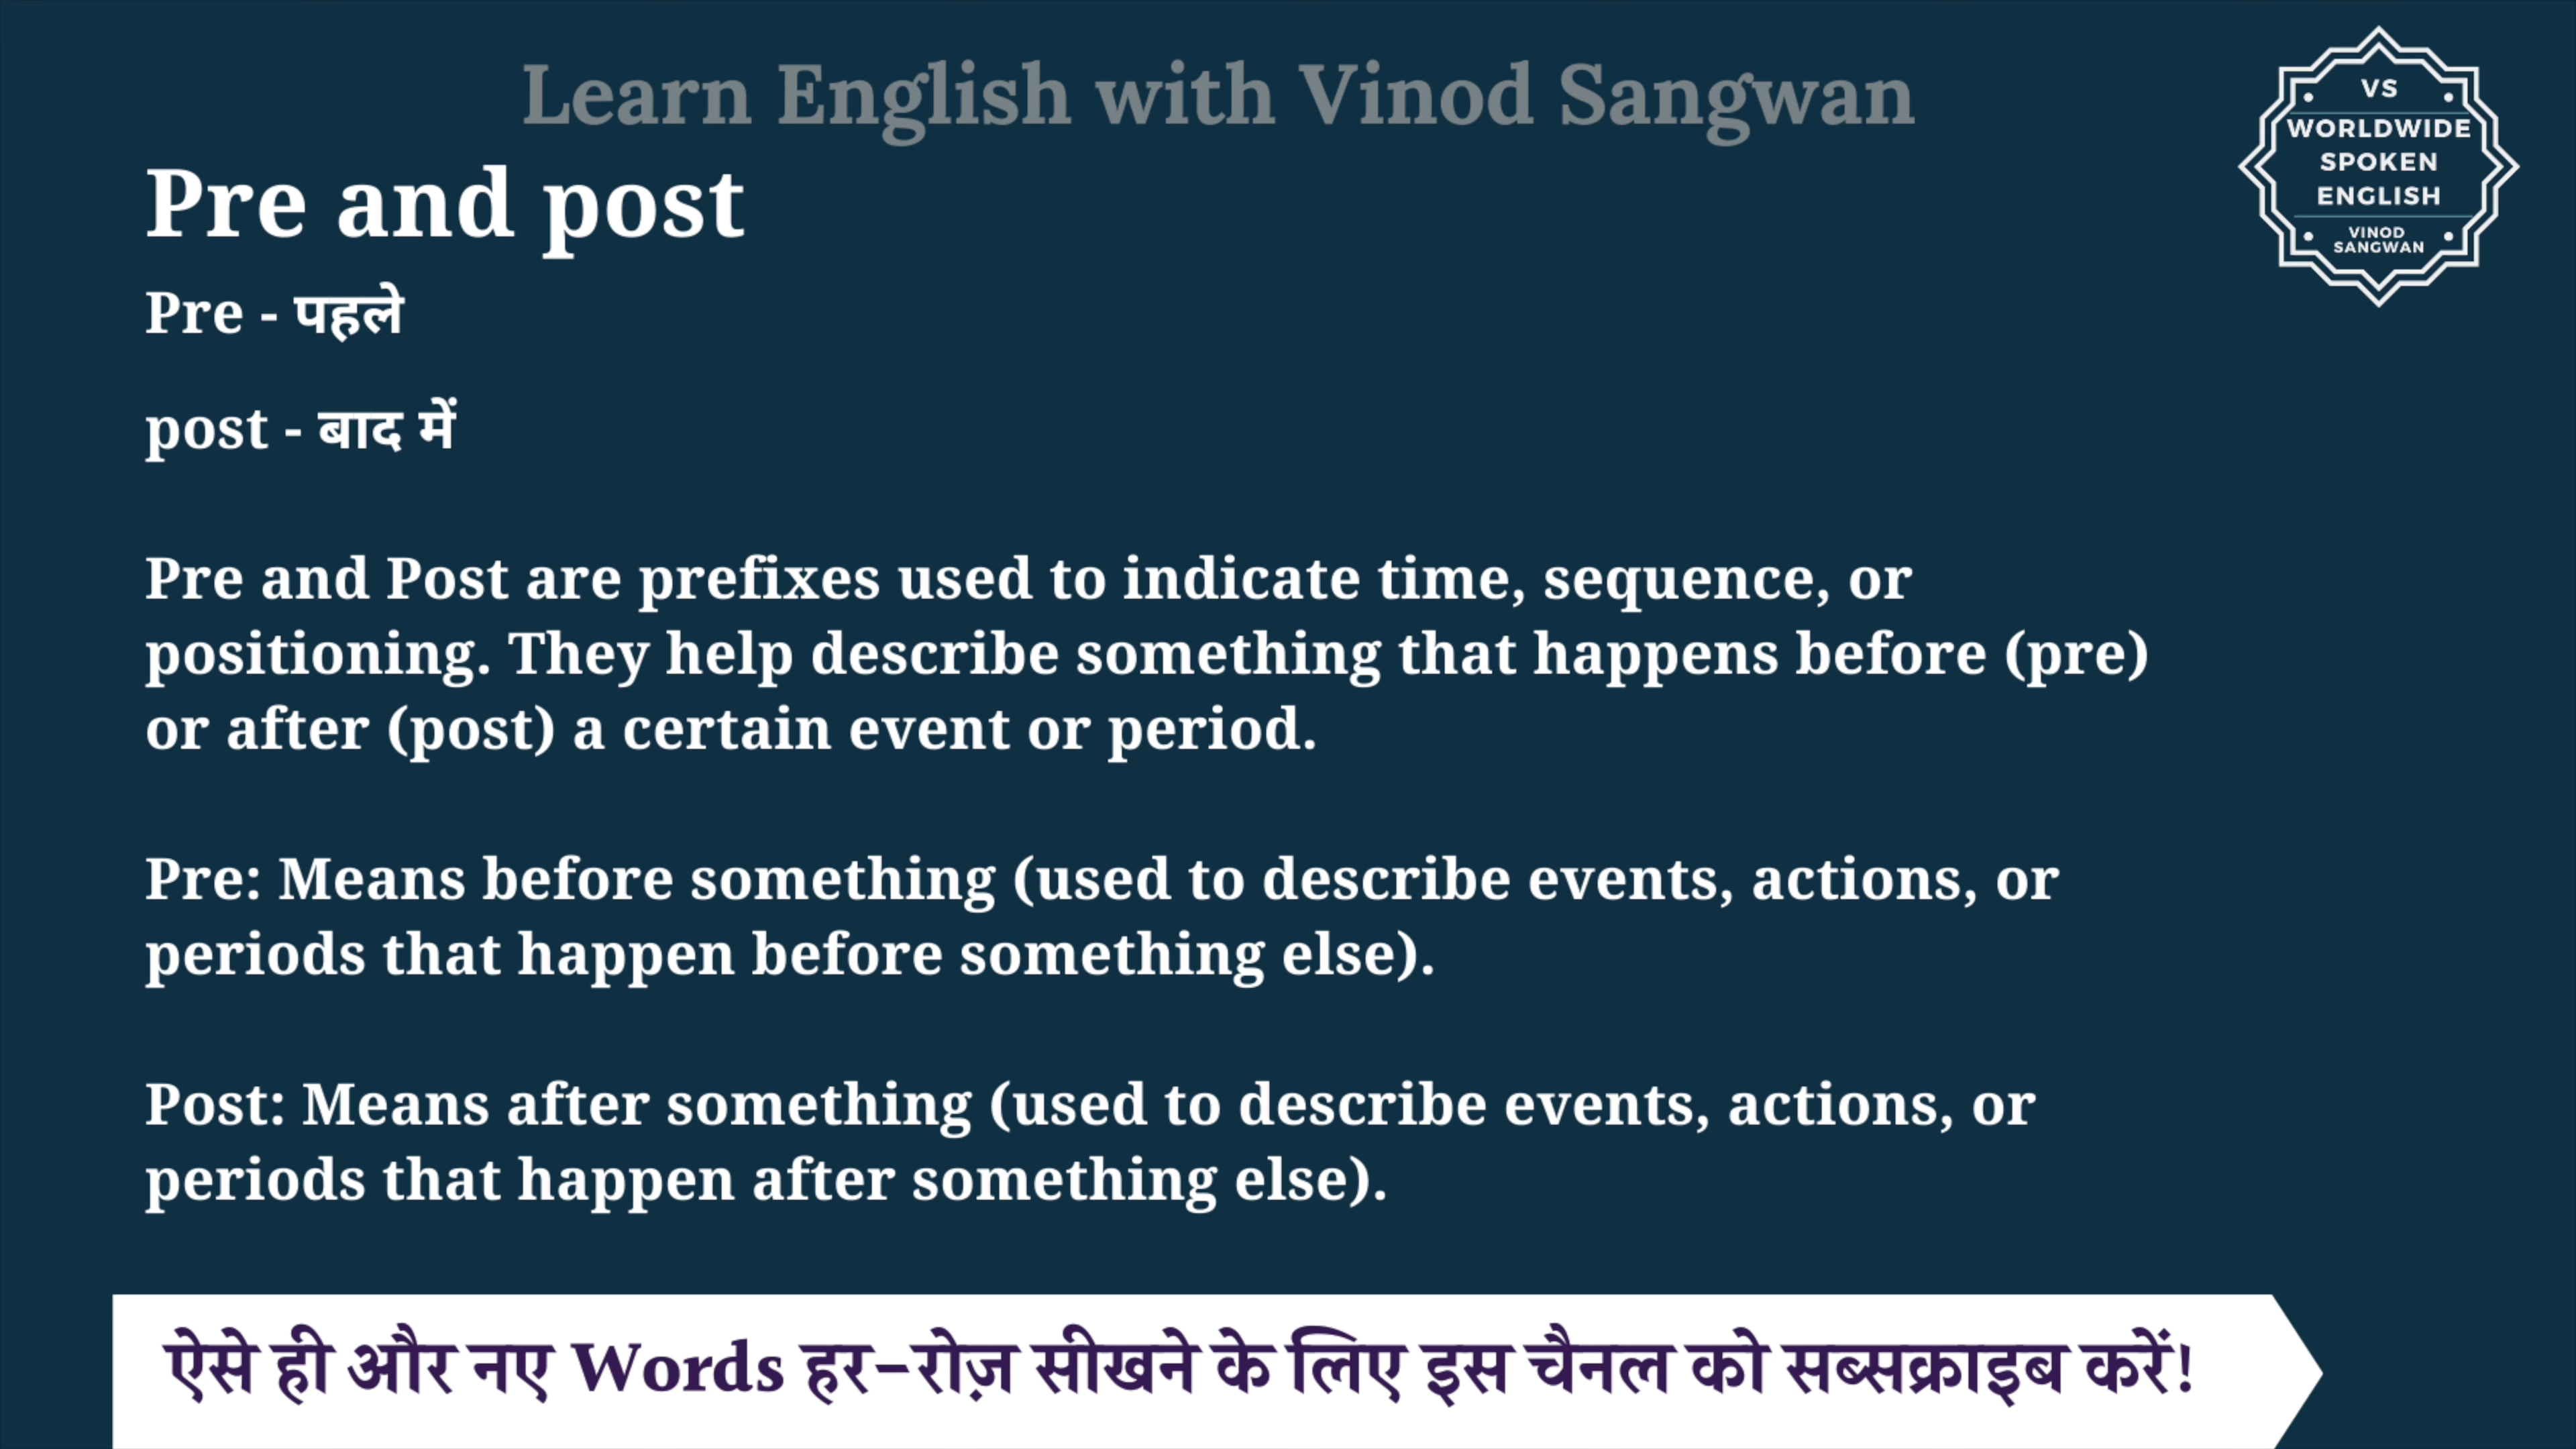 Learn English with Vinod Sangwan
VS
WORLDWIDE
SPOKEN
ENGLISH
VINOD
SANGWAN
Pre and post
Pre - पहले
post - बाद में
Pre and Post are prefixes used to indicate time, sequence, or
positioning. They help describe something that happens before (pre)
or after (post) a certain event or period.
Pre: Means before something (used to describe events, actions, or
periods that happen before something else).
Post: Means after something (used to describe events, actions, or
periods that happen after something else).
ऐसे ही और नए Words हर-रोज़ सीखने के लिए इस चैनल को सब्सक्राइब करें!